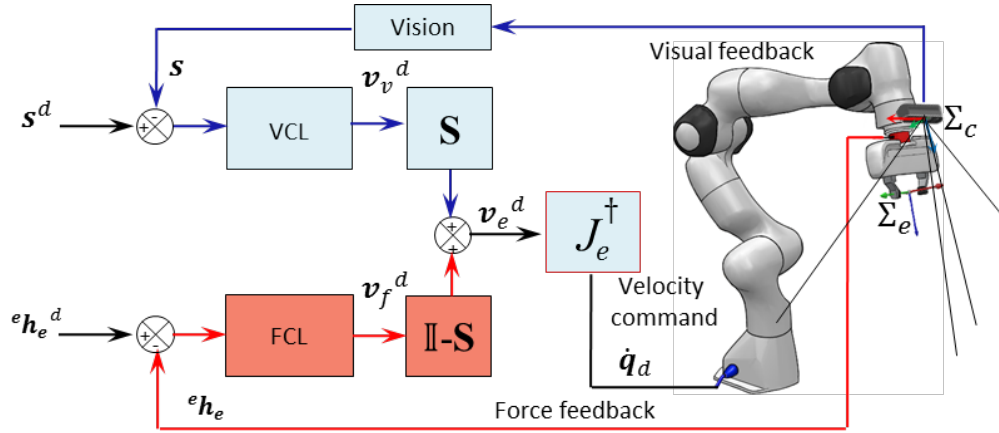 Vision
Visual feedback
s
v_v^d
s^d
-
+
VCL
S
Σ_c
Σ_e
+
+
v_e^d
J_e^†
v_f^d
Velocity
command
^e h_e^d
+
-
FCL
𝕀-S
q̇_d
^e h_e
Force feedback